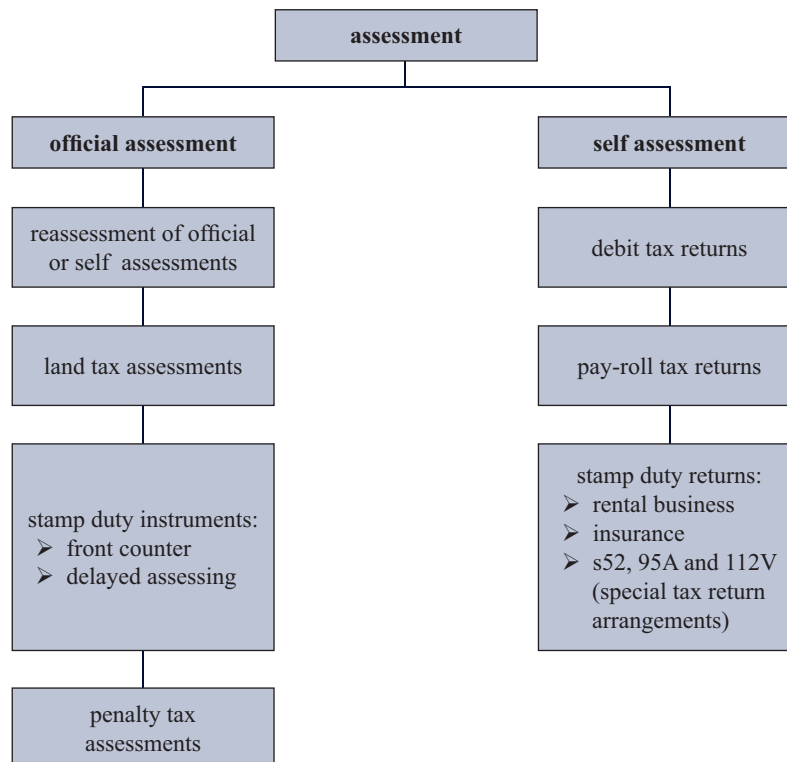 assessment
official assessment
reassessment of official
or self assessments
land tax assessments
stamp duty instruments:
➢ front counter
➢ delayed assessing
penalty tax
assessments
self assessment
debit tax returns
pay-roll tax returns
stamp duty returns:
➢ rental business
➢ insurance
➢ s52, 95A and 112V
(special tax return
arrangements)